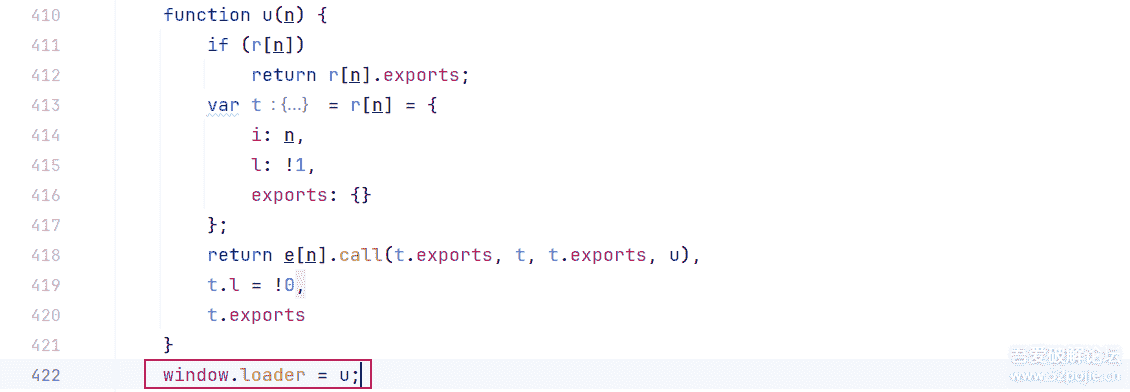 410 function u(n) {
411 if (r[n])
412 return r[n].exports;
413 var t : {...} = r[n] = {
414 i: n,
415 l: !1,
416 exports: {}
417 };
418 return e[n].call(t.exports, t, t.exports, u),
419 t.l = !0,
420 t.exports
421 }
422 window.loader = u;
吾爱破解论坛
www.52pojie.cn